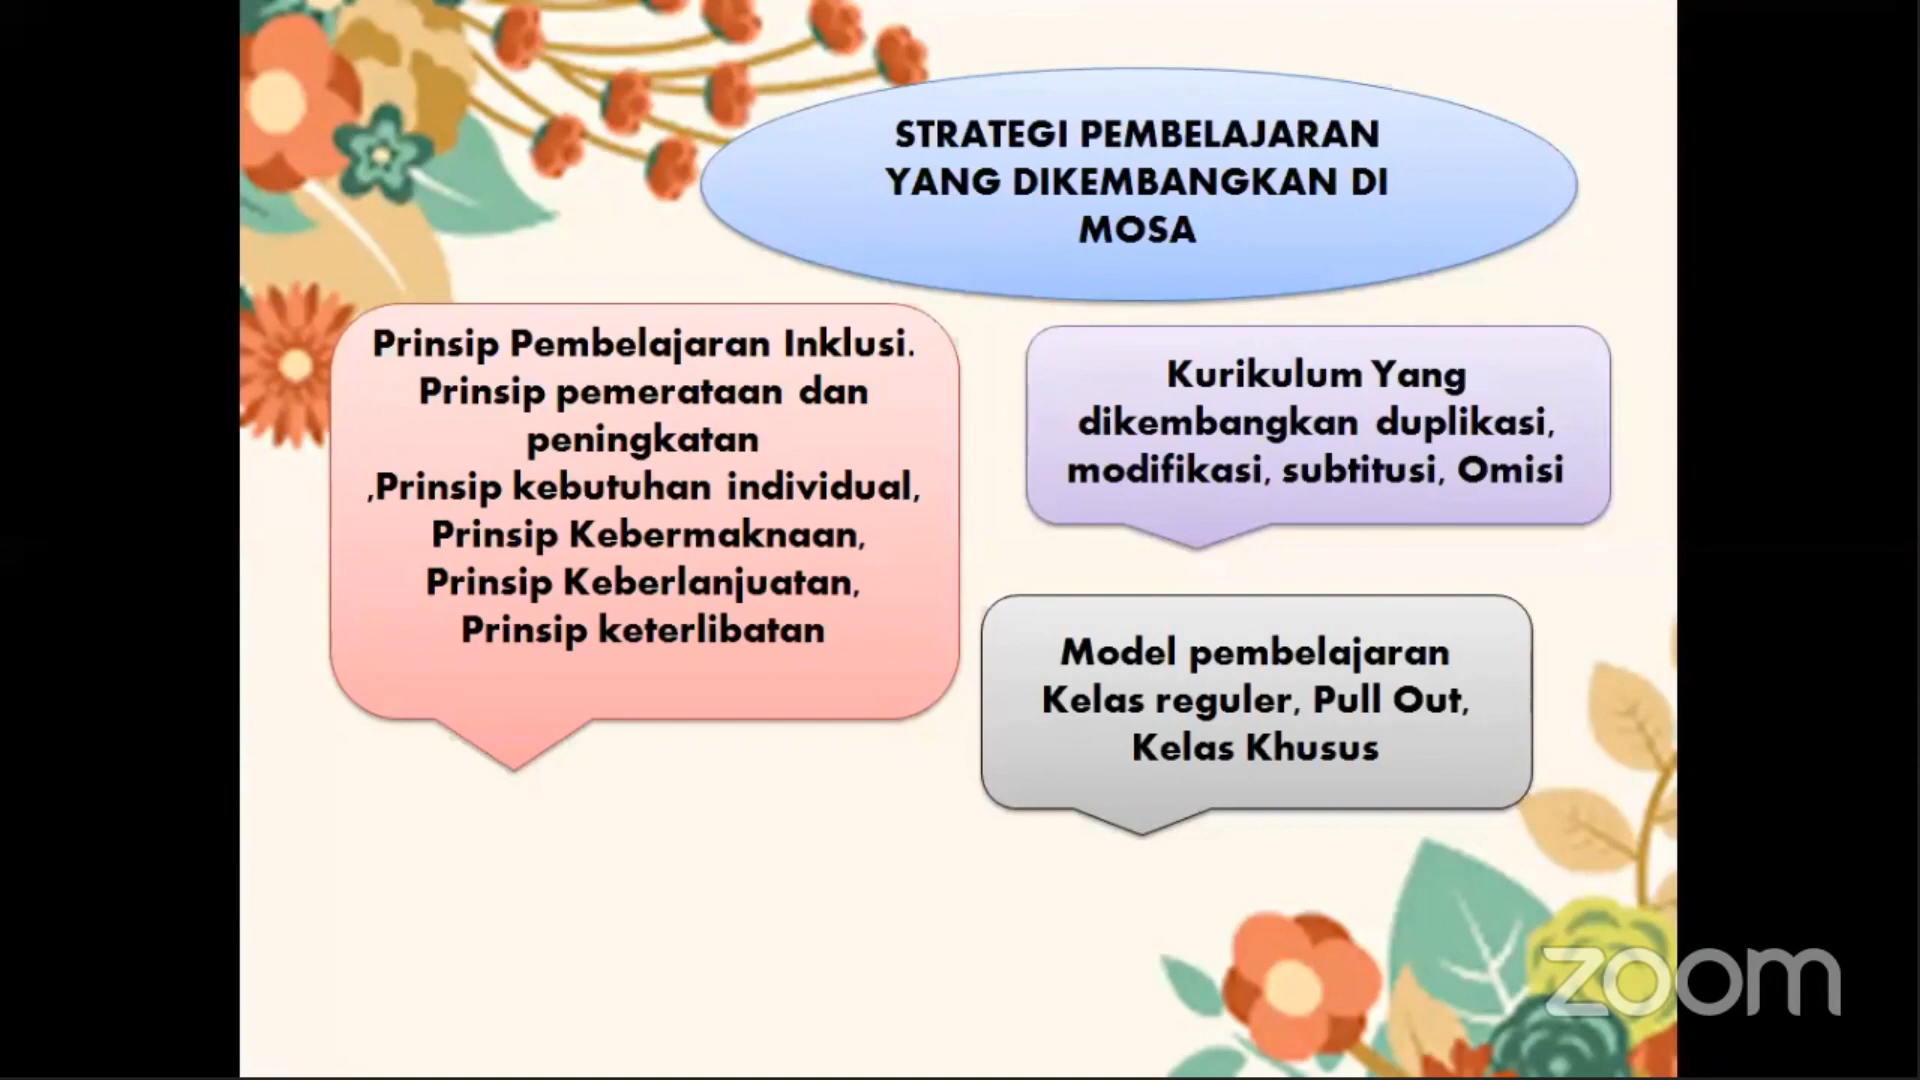 STRATEGI PEMBELAJARAN
YANG DIKEMBANGKAN DI
MOSA
Prinsip Pembelajaran Inklusi.
Prinsip pemerataan dan
peningkatan
,Prinsip kebutuhan individual,
Prinsip Kebermaknaan,
Prinsip Keberlanjuatan,
Prinsip keterlibatan
Kurikulum Yang
dikembangkan duplikasi,
modifikasi, subtitusi, Omisi
Model pembelajaran
Kelas reguler, Pull Out,
Kelas Khusus
zoom